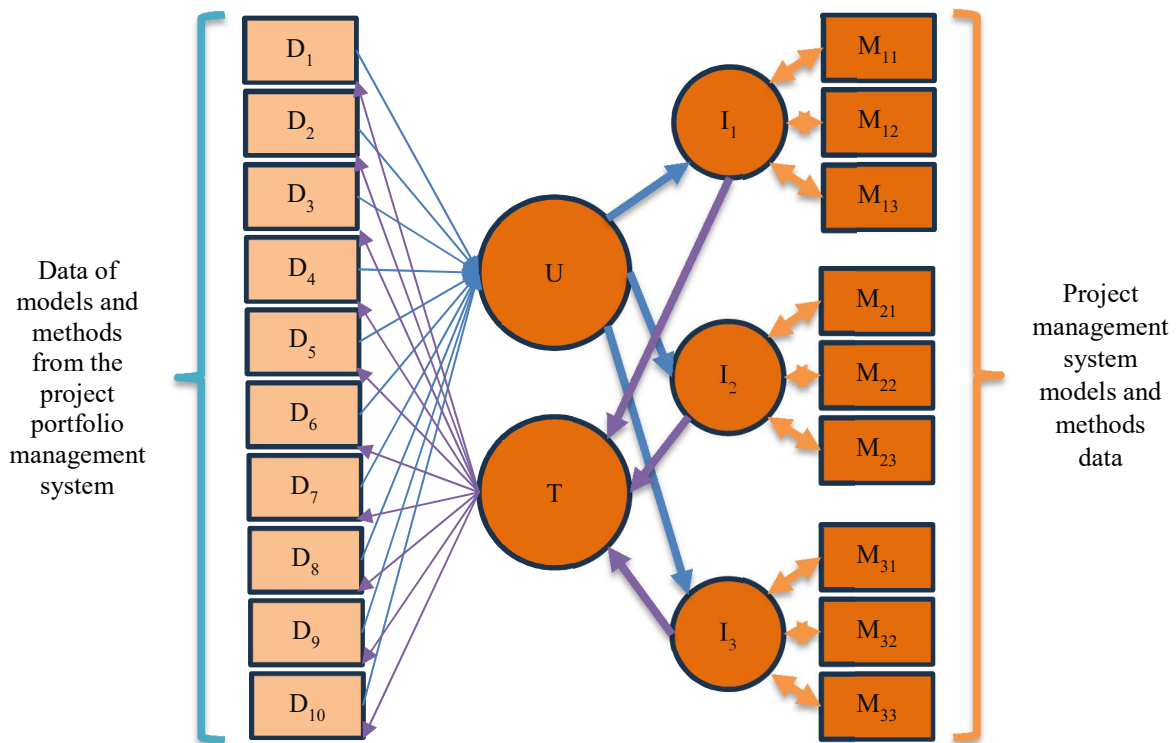 Data of
models and
methods
from the
project
portfolio
management
system
D1
D2
D3
D4
D5
D6
D7
D8
D9
D10
U
T
I1
I2
I3
M11
M12
M13
M21
M22
M23
M31
M32
M33
Project
management
system
models and
methods
data